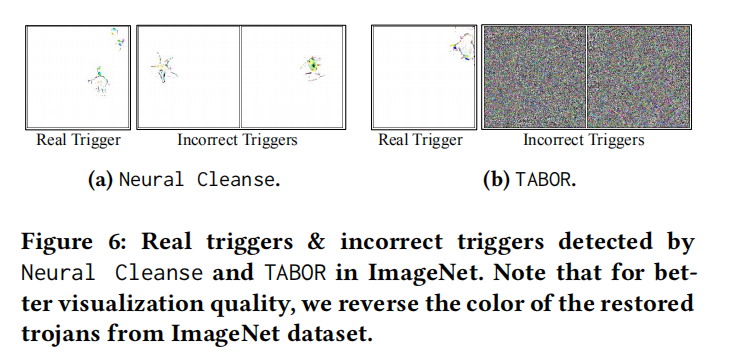 Real Trigger Incorrect Triggers Real Trigger Incorrect Triggers
(a) Neural Cleanse. (b) TABOR.
Figure 6: Real triggers & incorrect triggers detected by
Neural Cleanse and TABOR in ImageNet. Note that for bet-
ter visualization quality, we reverse the color of the restored
trojans from ImageNet dataset.